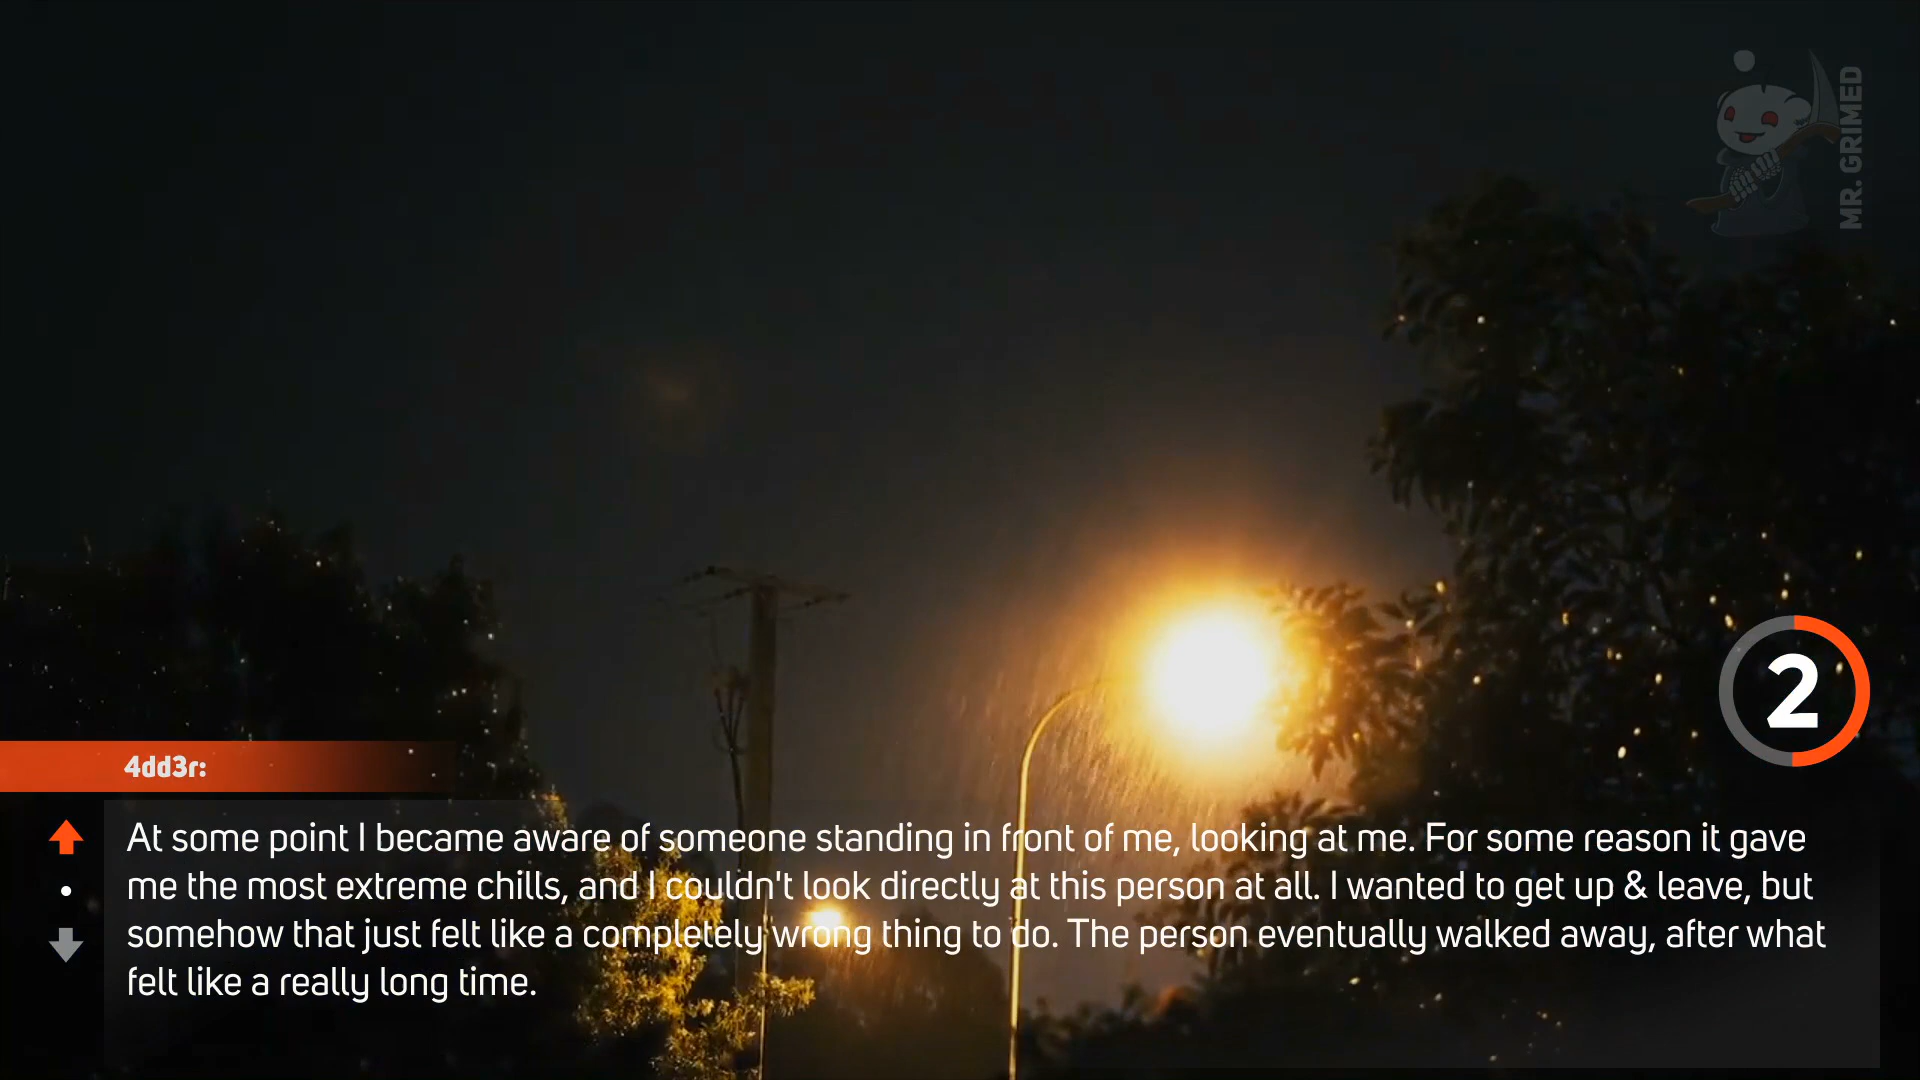 MR. GRIMED
2
4dd3r:
At some point I became aware of someone standing in front of me, looking at me. For some reason it gave
me the most extreme chills, and I couldn't look directly at this person at all. I wanted to get up & leave, but
somehow that just felt like a completely wrong thing to do. The person eventually walked away, after what
felt like a really long time.